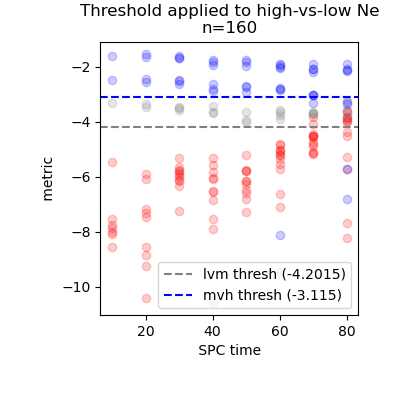 Threshold applied to high-vs-low Ne
n=160
−2
−4
−6
−8
−10
metric
20
40
60
80
SPC time
lvm thresh (-4.2015)
mvh thresh (-3.115)